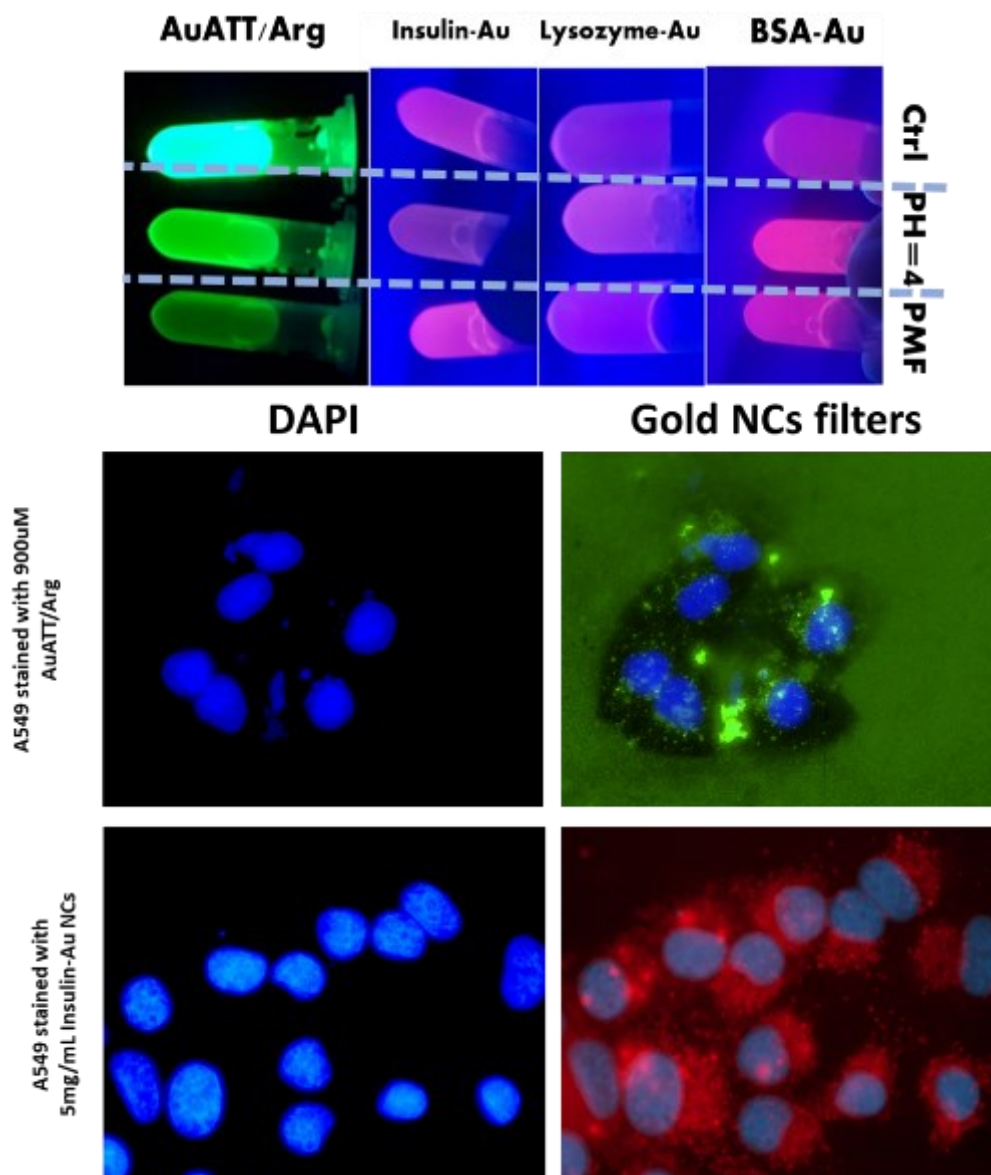 AuATT/Arg
Insulin-Au
Lysozyme-Au
BSA-Au
Ctrl
PH=4
PMF
DAPI
Gold NCs filters
A549 stained with 900uM
AuATT/Arg
A549 stained with
5mg/mL Insulin-Au NCs